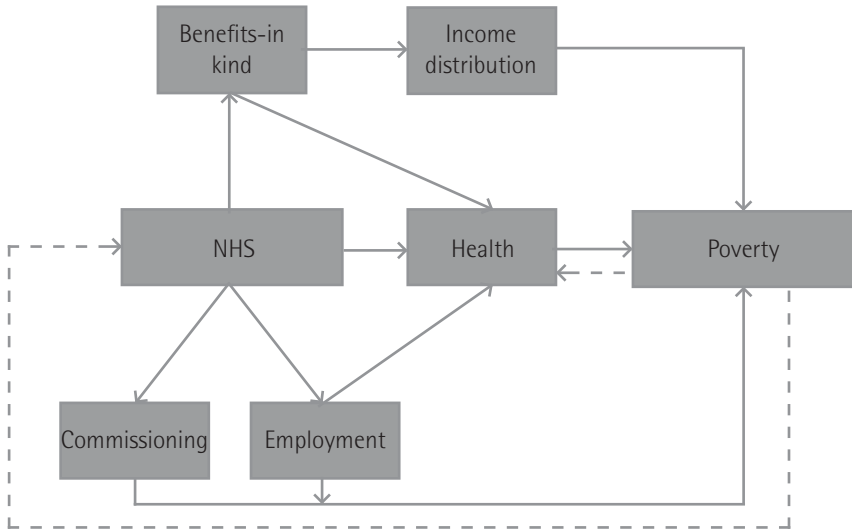 Benefits-in
kind
Income
distribution
NHS
Health
Poverty
Commissioning
Employment